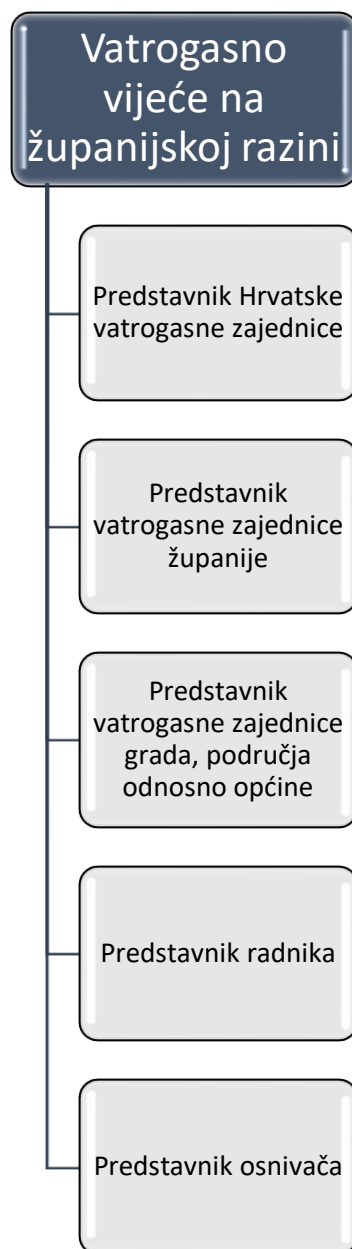 Vatrogasno
vijeće na
županijskoj razini
Predstavnik Hrvatske
vatrogasne zajednice
Predstavnik
vatrogasne zajednice
županije
Predstavnik
vatrogasne zajednice
grada, područja
odnosno općine
Predstavnik radnika
Predstavnik osnivača